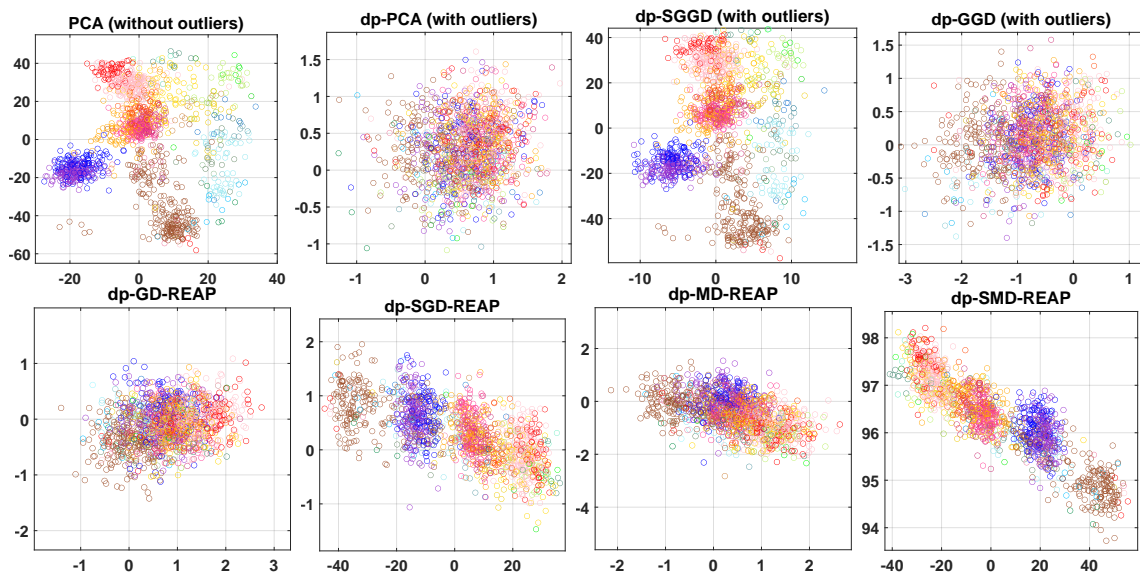 PCA (without outliers)
40
20
0
-20
-40
-60
-20 0 20 40
dp-PCA (with outliers)
1.5
1
0.5
0
-0.5
-1
-1 0 1 2
dp-SGGD (with outliers)
40
20
0
-20
-40
-10 0 10
dp-GGD (with outliers)
1.5
1
0.5
0
-0.5
-1
-1.5
-3 -2 -1 0 1
dp-GD-REAP
1
0
-1
-2
-1 0 1 2 3
dp-SGD-REAP
2
1
0
-1
-40 -20 0 20
dp-MD-REAP
2
0
-2
-4
-2 -1 0 1 2 3
dp-SMD-REAP
98
97
96
95
94
-40 -20 0 20 40